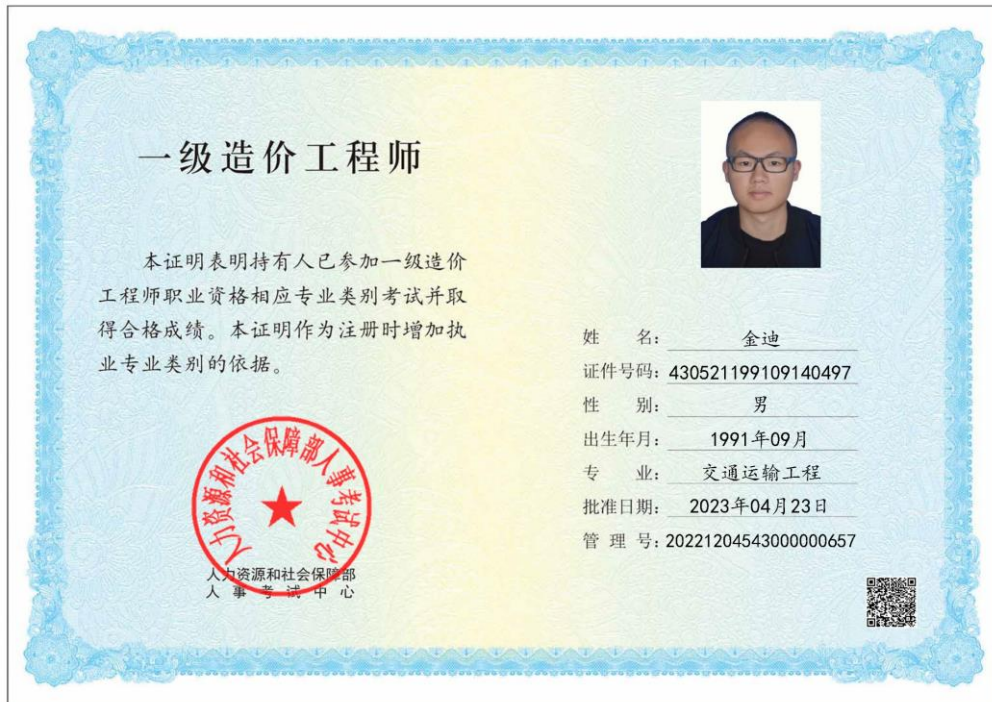 一级造价工程师
本证明表明持有人已参加一级造价
工程师职业资格相应专业类别考试并取
得合格成绩。本证明作为注册时增加执
业专业类别的依据。
人力资源和社会保障部人事考试中心
人力资源和社会保障部
人事考试中心
姓名：金迪
证件号码：430521199109140497
性别：男
出生年月：1991年09月
专业：交通运输工程
批准日期：2023年04月23日
管理号：20221204543000000657